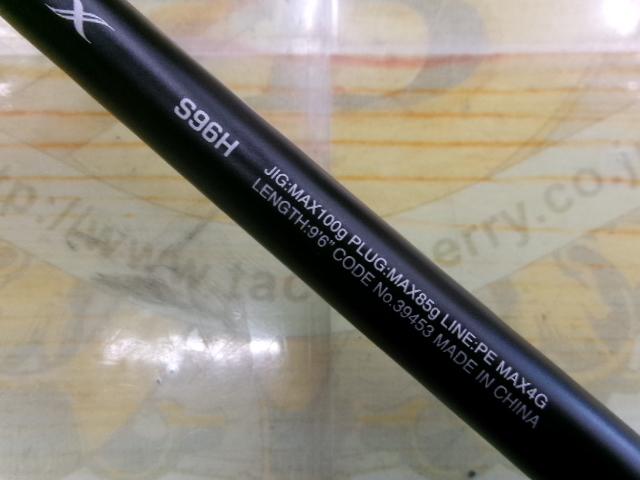 S96H
JIG:MAX100g PLUG:MAX85g LINE:PE MAX4G
LENGTH:9'6" CODE No.39453 MADE IN CHINA